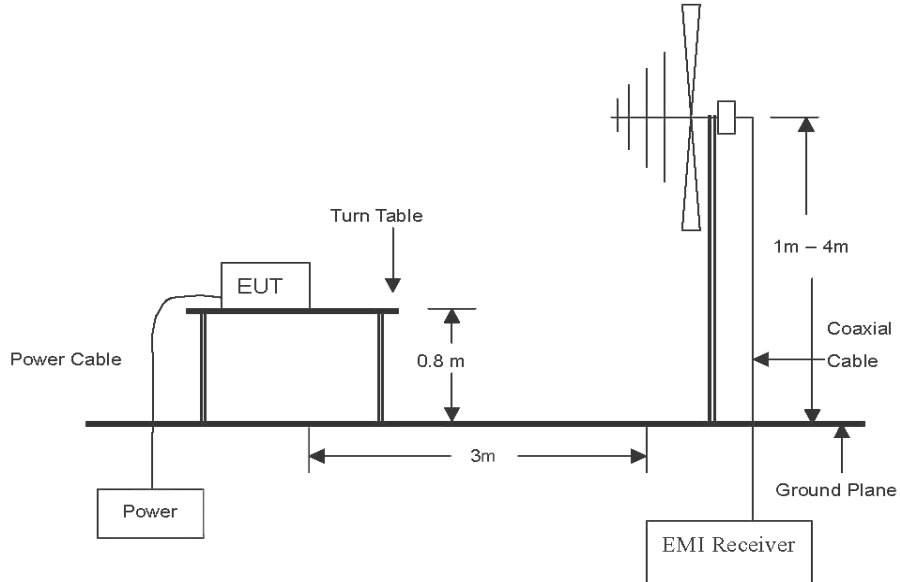 Turn Table
1m – 4m
EUT
Coaxial
Cable
Power Cable
0.8 m
3m
Ground Plane
Power
EMI Receiver